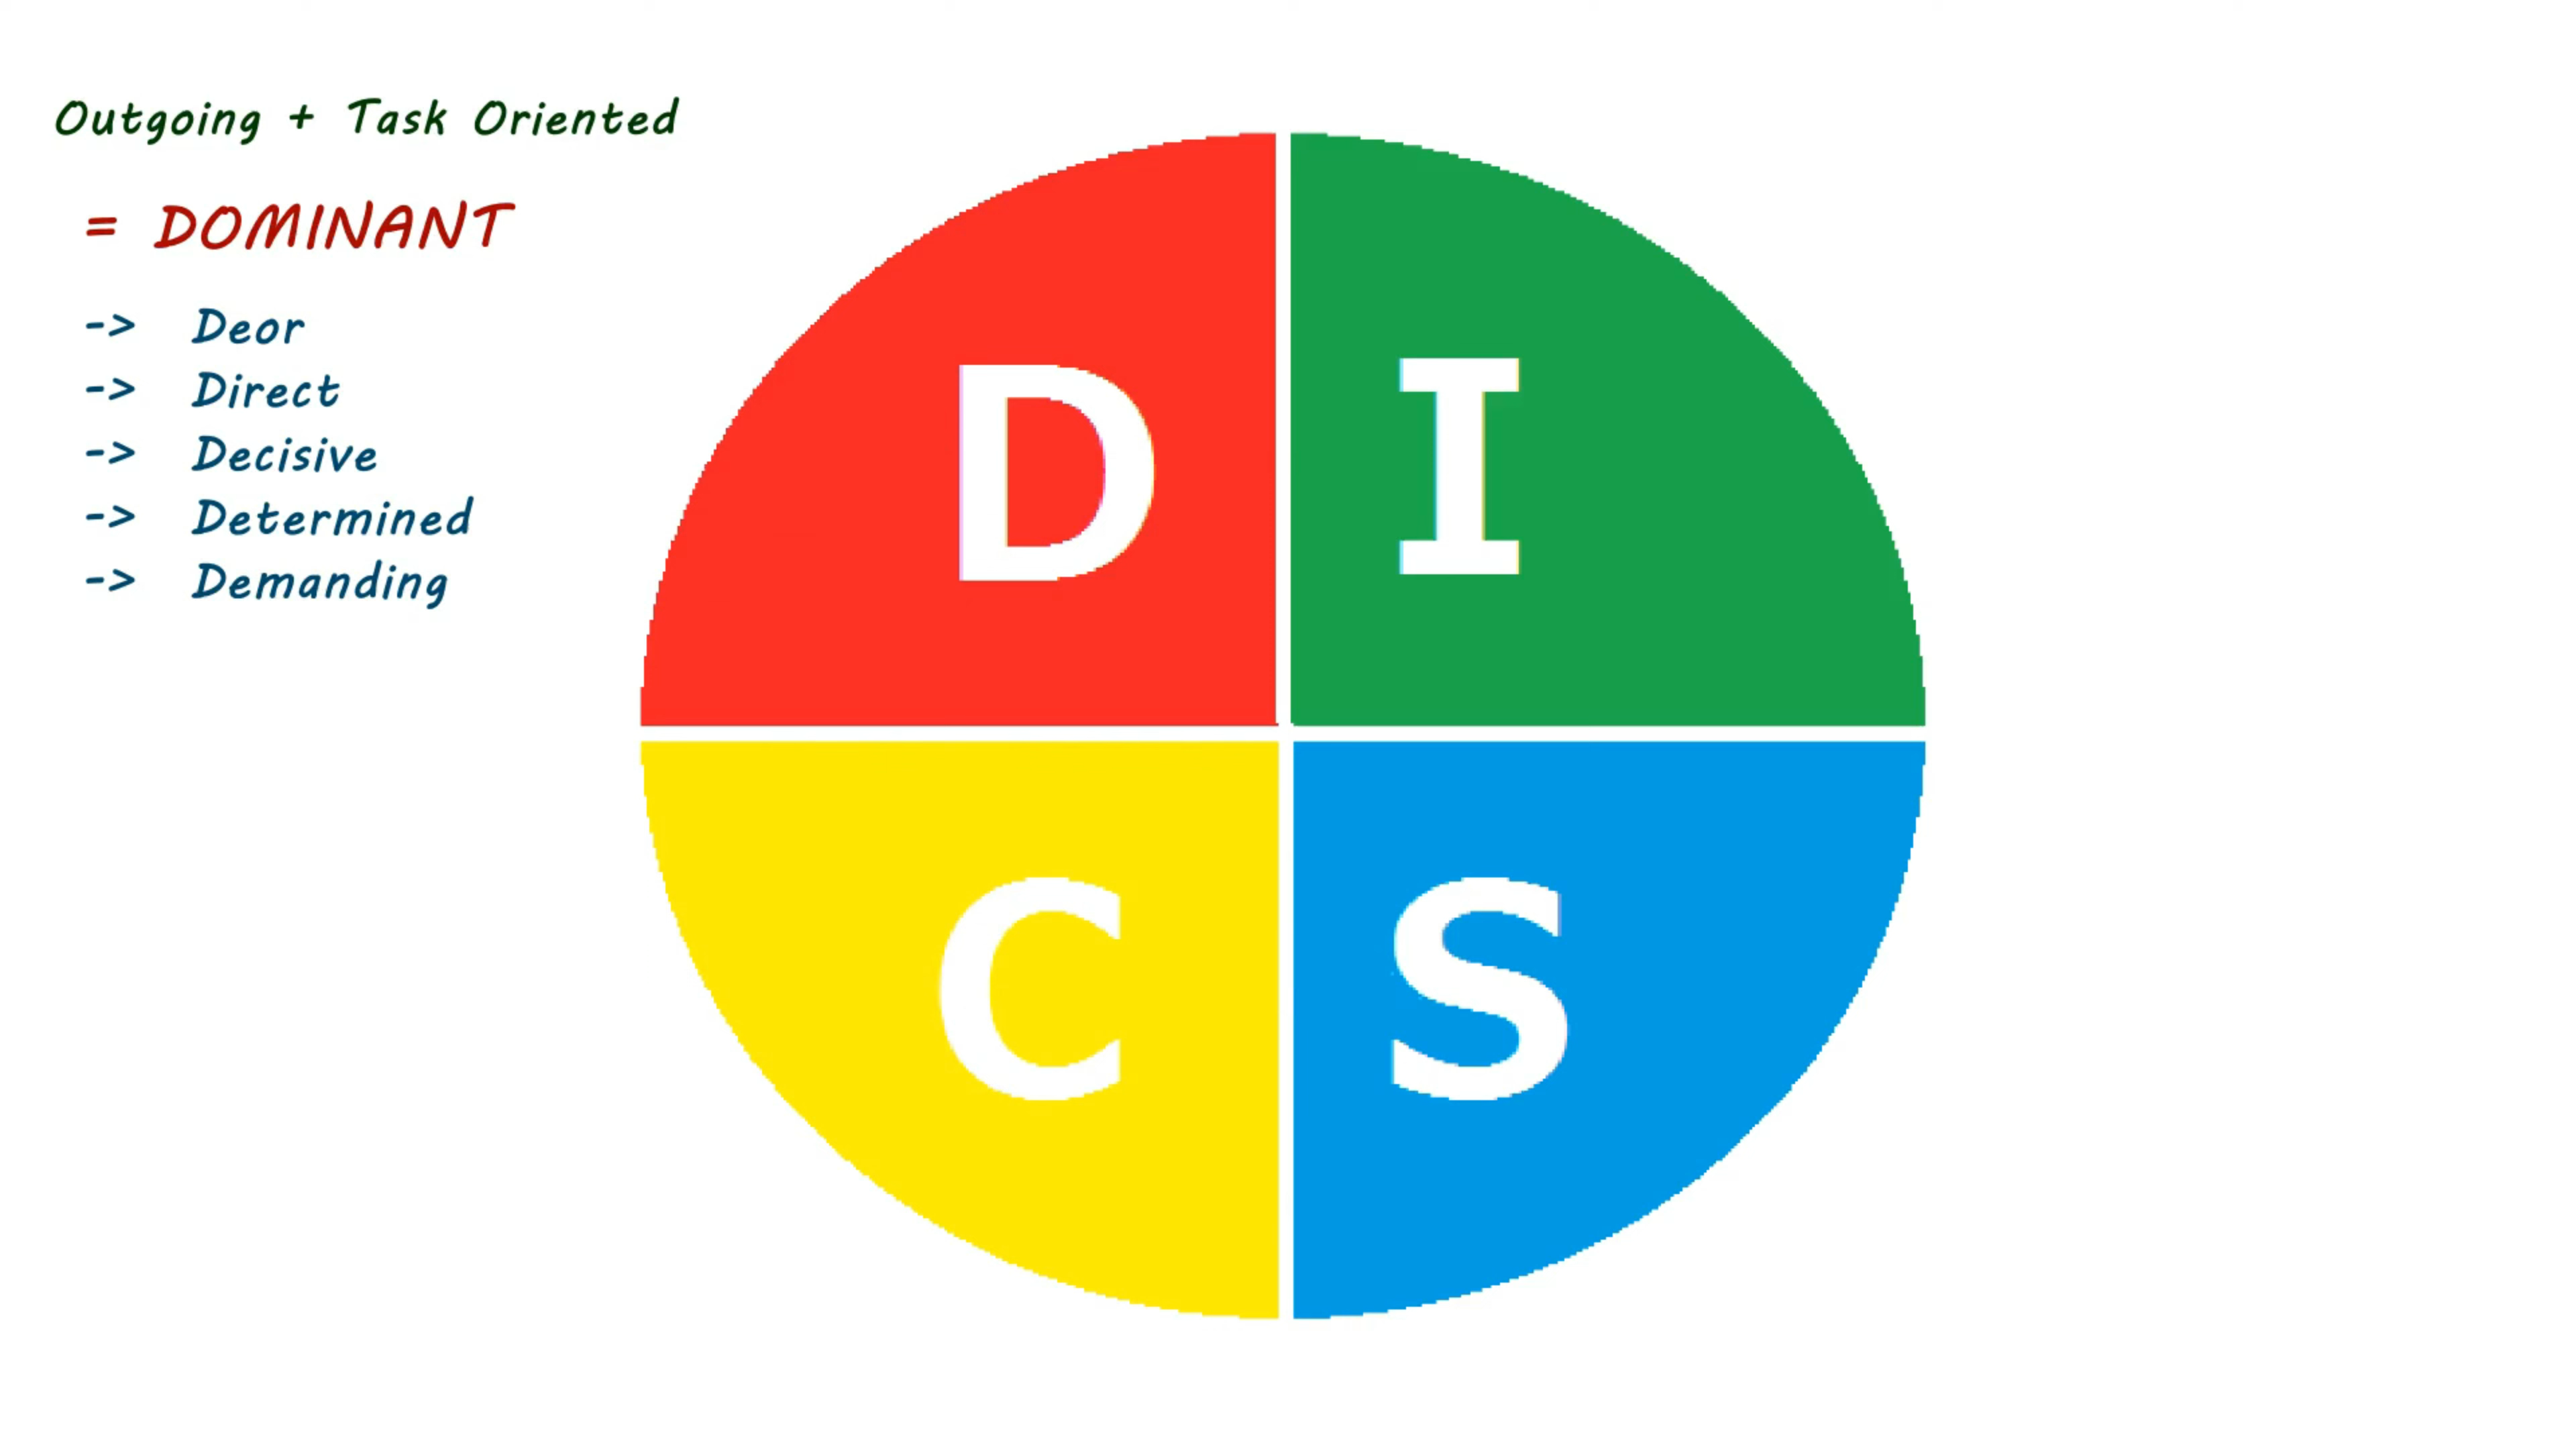 Outgoing + Task Oriented
= DOMINANT
-> Deor
-> Direct
-> Decisive
-> Determined
-> Demanding
D I
C S